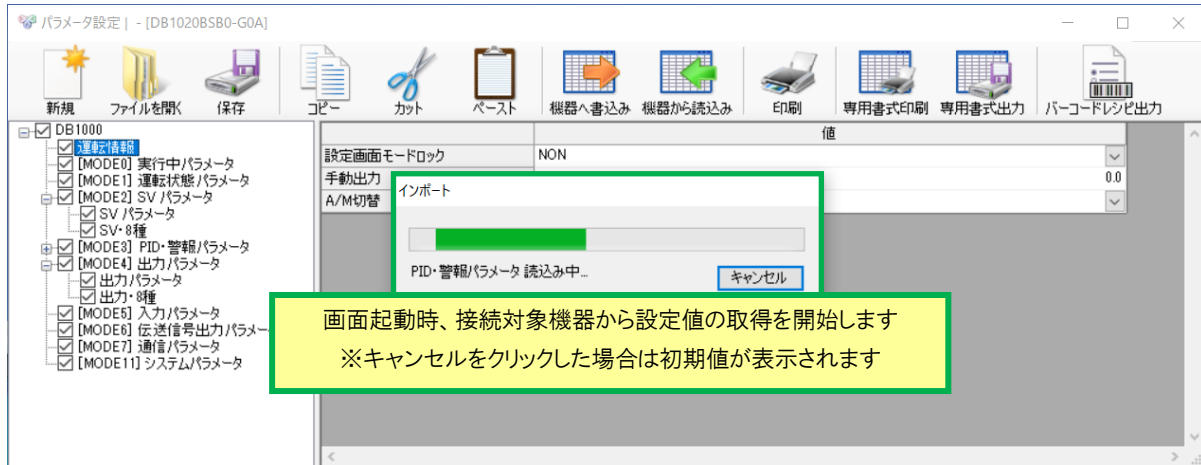 パラメータ設定 | - [DB1020BSB0-G0A]
新規 ファイルを開く 保存 コピー カット ペースト 機器へ書込み 機器から読込み 印刷 専用書式印刷 専用書式出力 バーコードレシピ出力
DB1000
運転情報
[MODE0] 実行中パラメータ
[MODE1] 運転状態パラメータ
[MODE2] SV パラメータ
SV パラメータ
SV・8種
[MODE3] PID・警報パラメータ
[MODE4] 出力パラメータ
出力パラメータ
出力・8種
[MODE5] 入力パラメータ
[MODE6] 伝送信号出力パラメー
[MODE7] 通信パラメータ
[MODE11] システムパラメータ
値
設定画面モードロック NON
手動出力 0.0
A/M切替
インポート
PID・警報パラメータ 読込み中...
キャンセル
画面起動時、接続対象機器から設定値の取得を開始します
※キャンセルをクリックした場合は初期値が表示されます